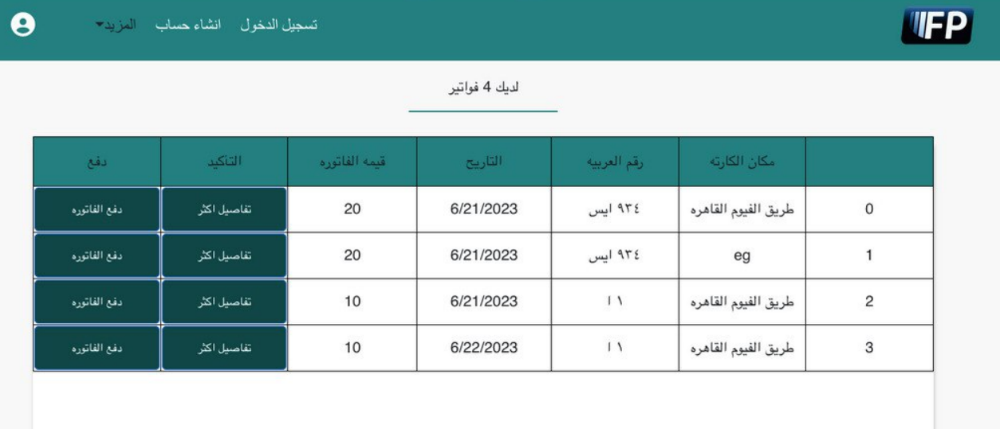 FP تسجيل الدخول انشاء حساب المزيد
لديك 4 فواتير
مكان الكارته رقم العربيه التاريخ قيمه الفاتوره التاكيد دفع
0 طريق الفيوم القاهره ٩٣٤ ايس 6/21/2023 20 تفاصيل اكثر دفع الفاتوره
1 eg ٩٣٤ ايس 6/21/2023 20 تفاصيل اكثر دفع الفاتوره
2 طريق الفيوم القاهره ١ ا 6/21/2023 10 تفاصيل اكثر دفع الفاتوره
3 طريق الفيوم القاهره ١ ا 6/22/2023 10 تفاصيل اكثر دفع الفاتوره